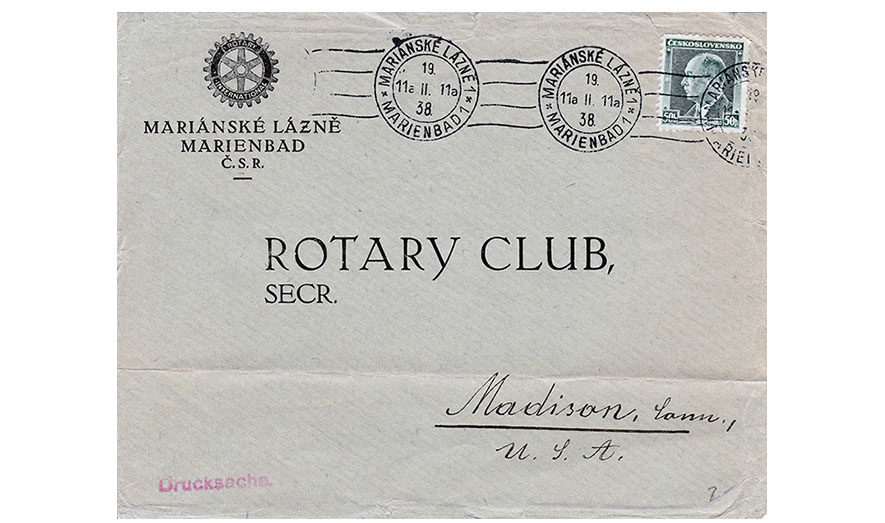 ROTARY
INTERNATIONAL
MARIÁNSKÉ LÁZNĚ
MARIENBAD
Č.S.R.
MARIÁNSKÉ LÁZNĚ 1
19.
11a II. 11a
38.
MARIENBAD 1
MARIÁNSKÉ LÁZNĚ 1
19.
11a II. 11a
38.
MARIENBAD 1
ČESKOSLOVENSKO
50h 50h
ROTARY CLUB,
SECR.
Madison, Conn.,
U. S. A.
Drucksache.